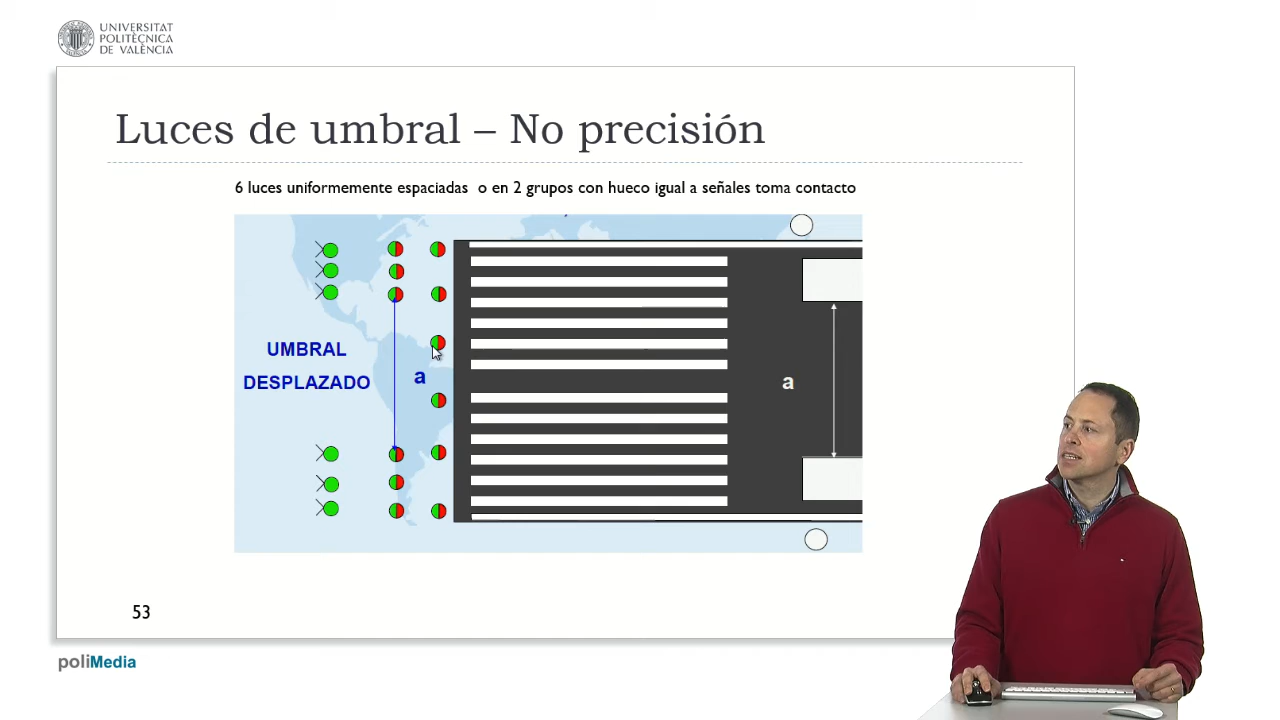 UNIVERSITAT
POLITÈCNICA
DE VALÈNCIA
Luces de umbral – No precisión
6 luces uniformemente espaciadas o en 2 grupos con hueco igual a señales toma contacto
UMBRAL
DESPLAZADO
a
a
53
poliMedia